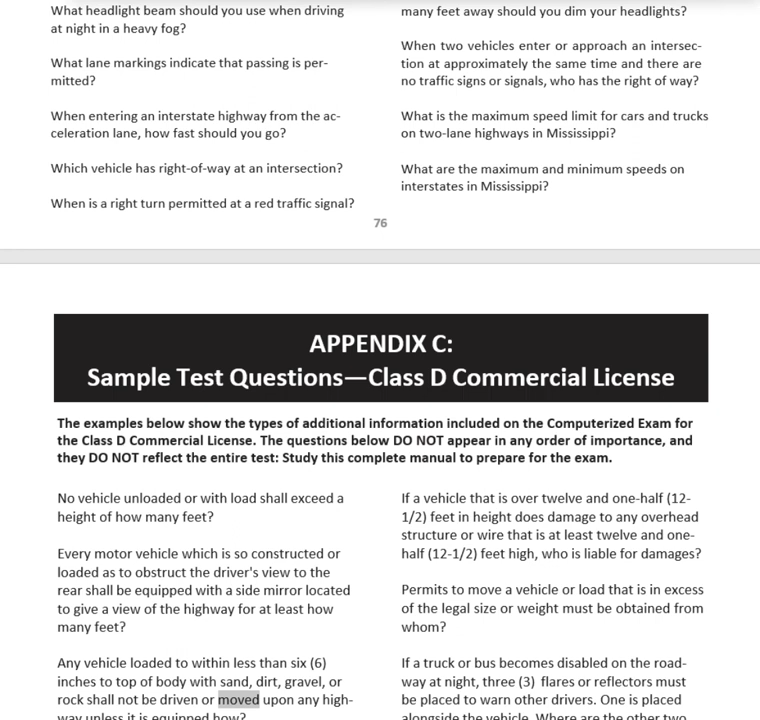 What headlight beam should you use when driving
at night in a heavy fog?
What lane markings indicate that passing is per-
mitted?
When entering an interstate highway from the ac-
celeration lane, how fast should you go?
Which vehicle has right-of-way at an intersection?
When is a right turn permitted at a red traffic signal?
many feet away should you dim your headlights?
When two vehicles enter or approach an intersec-
tion at approximately the same time and there are
no traffic signs or signals, who has the right of way?
What is the maximum speed limit for cars and trucks
on two-lane highways in Mississippi?
What are the maximum and minimum speeds on
interstates in Mississippi?
76
APPENDIX C:
Sample Test Questions—Class D Commercial License
The examples below show the types of additional information included on the Computerized Exam for
the Class D Commercial License. The questions below DO NOT appear in any order of importance, and
they DO NOT reflect the entire test: Study this complete manual to prepare for the exam.
No vehicle unloaded or with load shall exceed a
height of how many feet?
Every motor vehicle which is so constructed or
loaded as to obstruct the driver's view to the
rear shall be equipped with a side mirror located
to give a view of the highway for at least how
many feet?
Any vehicle loaded to within less than six (6)
inches to top of body with sand, dirt, gravel, or
rock shall not be driven or moved upon any high-
way unless it is equipped how?
If a vehicle that is over twelve and one-half (12-
1/2) feet in height does damage to any overhead
structure or wire that is at least twelve and one-
half (12-1/2) feet high, who is liable for damages?
Permits to move a vehicle or load that is in excess
of the legal size or weight must be obtained from
whom?
If a truck or bus becomes disabled on the road-
way at night, three (3) flares or reflectors must
be placed to warn other drivers. One is placed
alongside the vehicle. Where are the other two